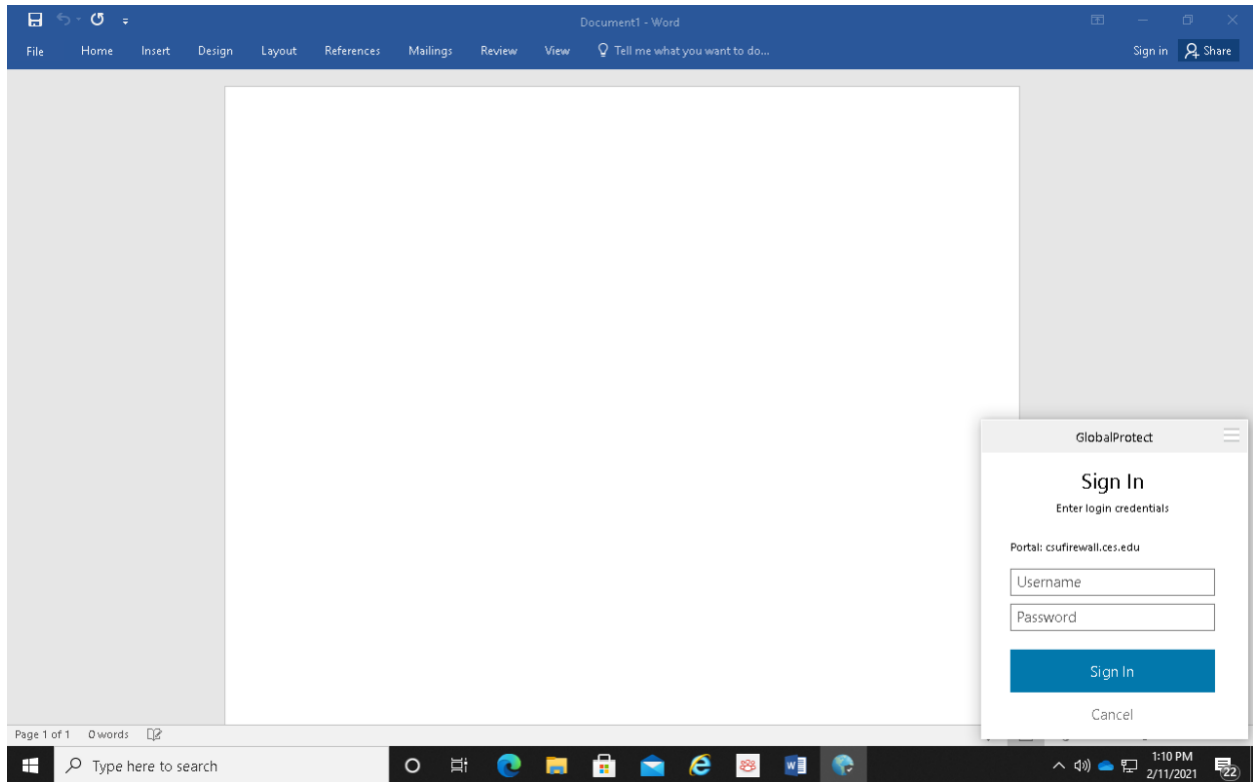 Document1 - Word
File Home Insert Design Layout References Mailings Review View Tell me what you want to do... Sign in Share
GlobalProtect
Sign In
Enter login credentials
Portal: csufirewall.ces.edu
Username
Password
Sign In
Cancel
Page 1 of 1 0 words
Type here to search
1:10 PM
2/11/2021
22